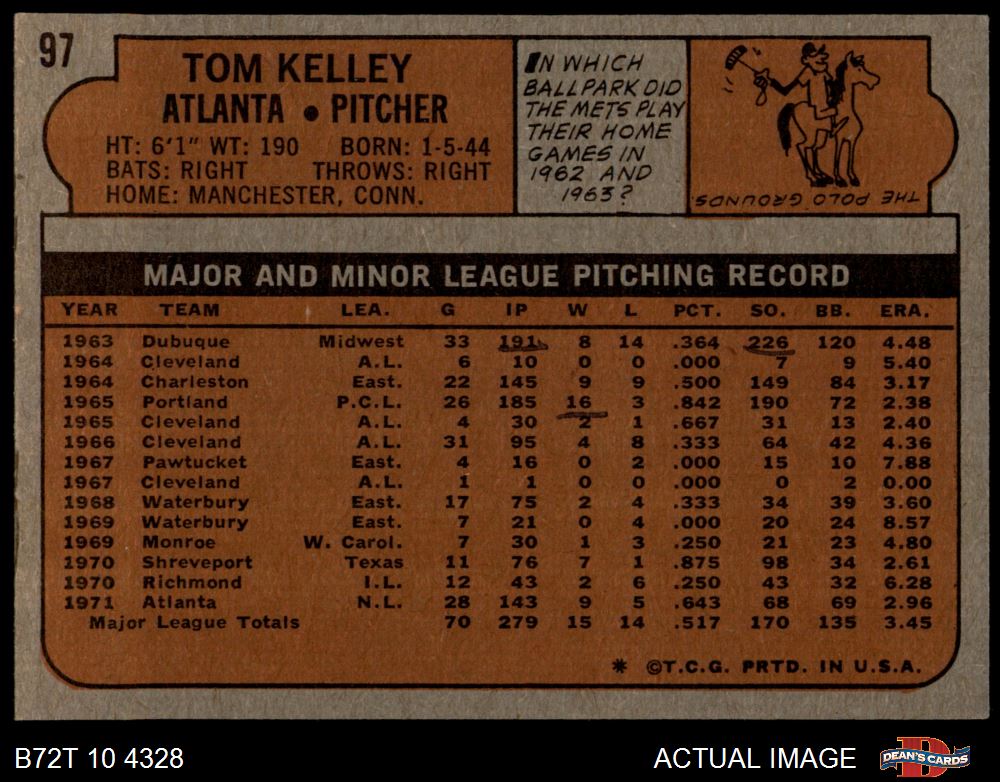 97
TOM KELLEY
ATLANTA • PITCHER
HT: 6'1" WT: 190 BORN: 1-5-44
BATS: RIGHT THROWS: RIGHT
HOME: MANCHESTER, CONN.
IN WHICH
BALLPARK DID
THE METS PLAY
THEIR HOME
GAMES IN
1962 AND
1963?
THE POLO GROUNDS
MAJOR AND MINOR LEAGUE PITCHING RECORD
YEAR TEAM LEA. G IP W L PCT. SO. BB. ERA.
1963 Dubuque Midwest 33 191 8 14 .364 226 120 4.48
1964 Cleveland A.L. 6 10 0 0 .000 7 9 5.40
1964 Charleston East. 22 145 9 9 .500 149 84 3.17
1965 Portland P.C.L. 26 185 16 3 .842 190 72 2.38
1965 Cleveland A.L. 4 30 2 1 .667 31 13 2.40
1966 Cleveland A.L. 31 95 4 8 .333 64 42 4.36
1967 Pawtucket East. 4 16 0 2 .000 15 10 7.88
1967 Cleveland A.L. 1 1 0 0 .000 0 2 0.00
1968 Waterbury East. 17 75 2 4 .333 34 39 3.60
1969 Waterbury East. 7 21 0 4 .000 20 24 8.57
1969 Monroe W. Carol. 7 30 1 3 .250 21 23 4.80
1970 Shreveport Texas 11 76 7 1 .875 98 34 2.61
1970 Richmond I.L. 12 43 2 6 .250 43 32 6.28
1971 Atlanta N.L. 28 143 9 5 .643 68 69 2.96
Major League Totals 70 279 15 14 .517 170 135 3.45
* ©T.C.G. PRTD. IN U.S.A.
B72T 10 4328
ACTUAL IMAGE
D
DEAN'S CARDS